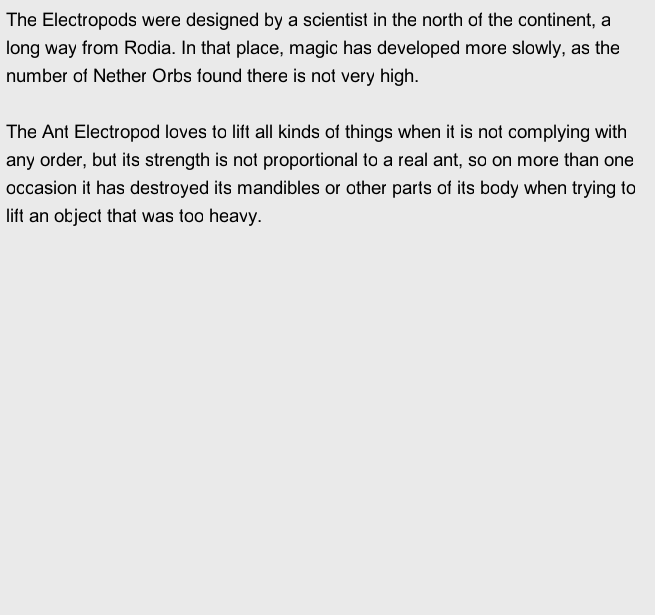 The Electropods were designed by a scientist in the north of the continent, a
long way from Rodia. In that place, magic has developed more slowly, as the
number of Nether Orbs found there is not very high.

The Ant Electropod loves to lift all kinds of things when it is not complying with
any order, but its strength is not proportional to a real ant, so on more than one
occasion it has destroyed its mandibles or other parts of its body when trying to
lift an object that was too heavy.